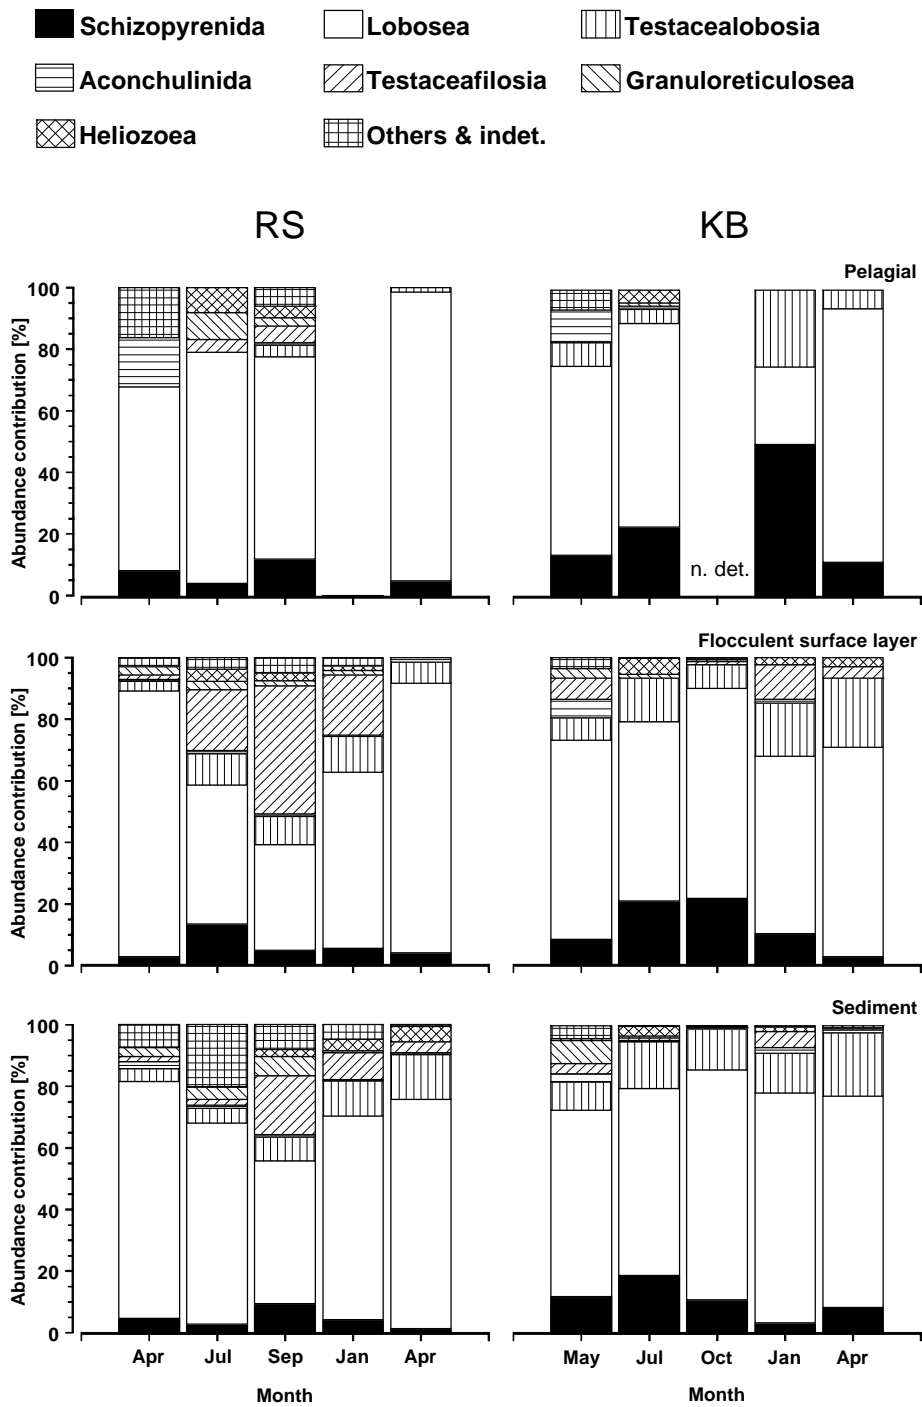 Schizopyrenida Lobosea Testacealobosia
Aconchulinida Testaceafilosia Granuloreticulosea
Heliozoea Others & indet.
RS KB
Pelagial
Abundance contribution [%]
100
80
60
40
20
0
n. det.
Flocculent surface layer
Abundance contribution [%]
100
80
60
40
20
0
Sediment
Abundance contribution [%]
100
80
60
40
20
0
Apr Jul Sep Jan Apr May Jul Oct Jan Apr
Month Month